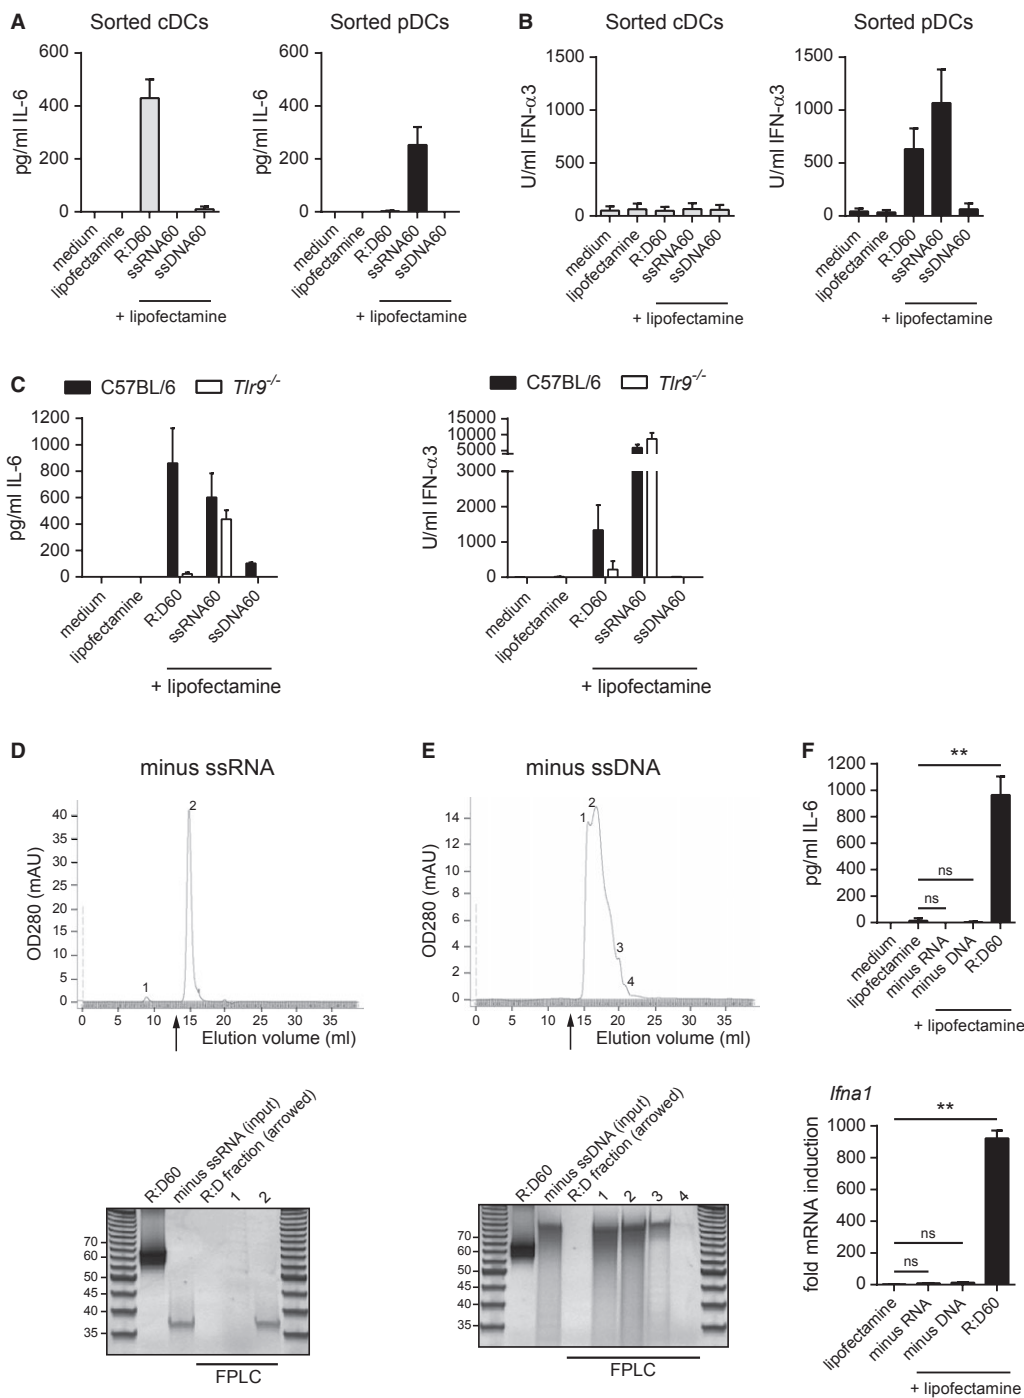 A
Sorted cDCs
Sorted pDCs
pg/ml IL-6
600
400
200
0
medium
lipofectamine
R:D60
ssRNA60
ssDNA60
+ lipofectamine
pg/ml IL-6
600
400
200
0
medium
lipofectamine
R:D60
ssRNA60
ssDNA60
+ lipofectamine
B
Sorted cDCs
Sorted pDCs
U/ml IFN-α3
1500
1000
500
0
medium
lipofectamine
R:D60
ssRNA60
ssDNA60
+ lipofectamine
U/ml IFN-α3
1500
1000
500
0
medium
lipofectamine
R:D60
ssRNA60
ssDNA60
+ lipofectamine
C
C57BL/6 Tlr9-/-
pg/ml IL-6
1200
1000
800
600
400
200
0
medium
lipofectamine
R:D60
ssRNA60
ssDNA60
+ lipofectamine
C57BL/6 Tlr9-/-
U/ml IFN-α3
15000
10000
5000
3000
2000
1000
0
medium
lipofectamine
R:D60
ssRNA60
ssDNA60
+ lipofectamine
D
minus ssRNA
OD280 (mAU)
40
35
30
25
20
15
10
5
0
1
2
0 5 10 15 20 25 30 35
Elution volume (ml)
R:D60
minus ssRNA (input)
R:D fraction (arrowed)
1
2
70
60
50
45
40
35
FPLC
E
minus ssDNA
OD280 (mAU)
14
12
10
8
6
4
2
0
1
2
3
4
0 5 10 15 20 25 30 35
Elution volume (ml)
R:D60
minus ssDNA (input)
R:D fraction (arrowed)
1
2
3
4
70
60
50
45
40
35
FPLC
F
**
ns
ns
pg/ml IL-6
1200
1000
800
600
400
200
0
medium
lipofectamine
minus RNA
minus DNA
R:D60
+ lipofectamine
Ifna1
**
ns
ns
fold mRNA induction
1000
800
600
400
200
0
lipofectamine
minus RNA
minus DNA
R:D60
+ lipofectamine